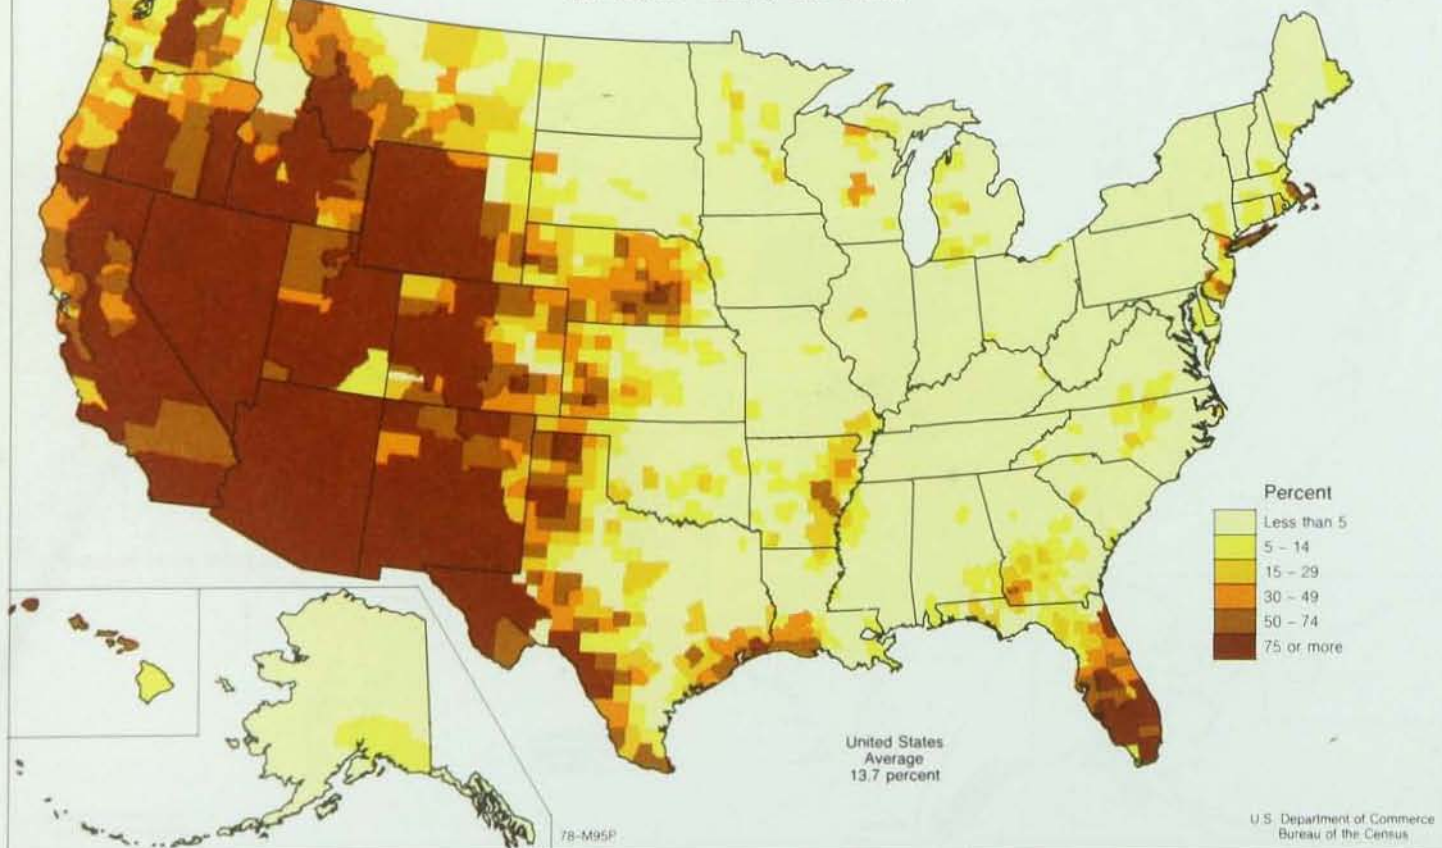 Percent
Less than 5
5 - 14
15 - 29
30 - 49
50 - 74
75 or more
United States
Average
13.7 percent
78-M95P
U.S. Department of Commerce
Bureau of the Census